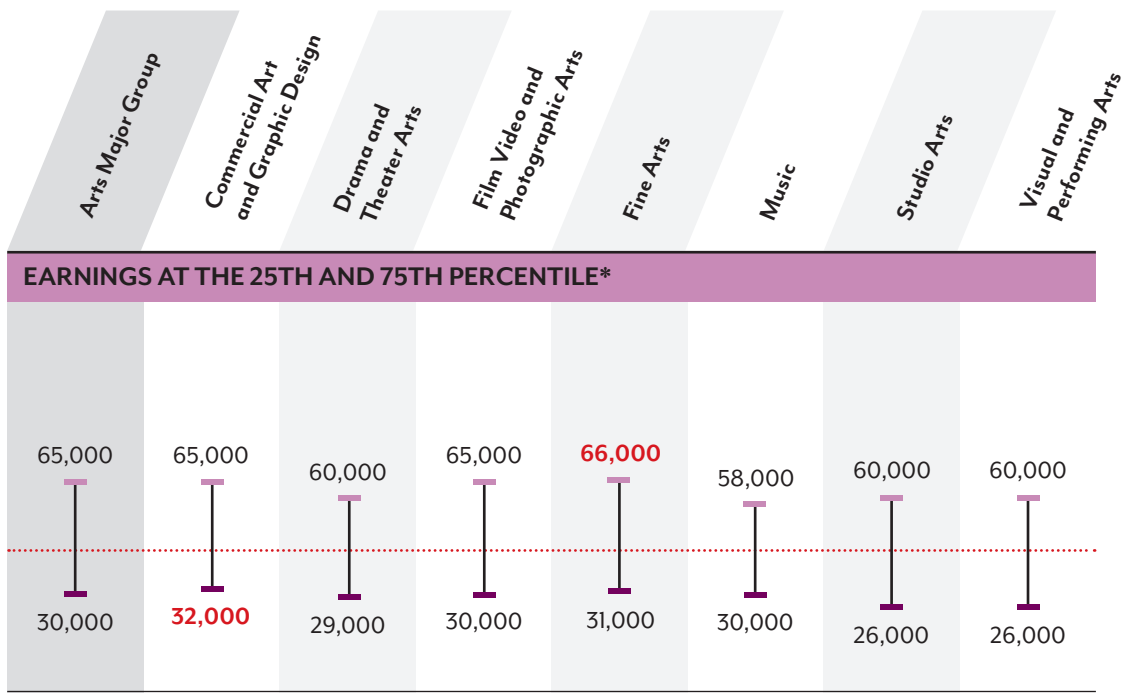 Arts Major Group
Commercial Art
and Graphic Design
Drama and
Theater Arts
Film Video and
Photographic Arts
Fine Arts
Music
Studio Arts
Visual and
Performing Arts
EARNINGS AT THE 25TH AND 75TH PERCENTILE*
65,000
65,000
60,000
65,000
66,000
58,000
60,000
60,000
30,000
32,000
29,000
30,000
31,000
30,000
26,000
26,000